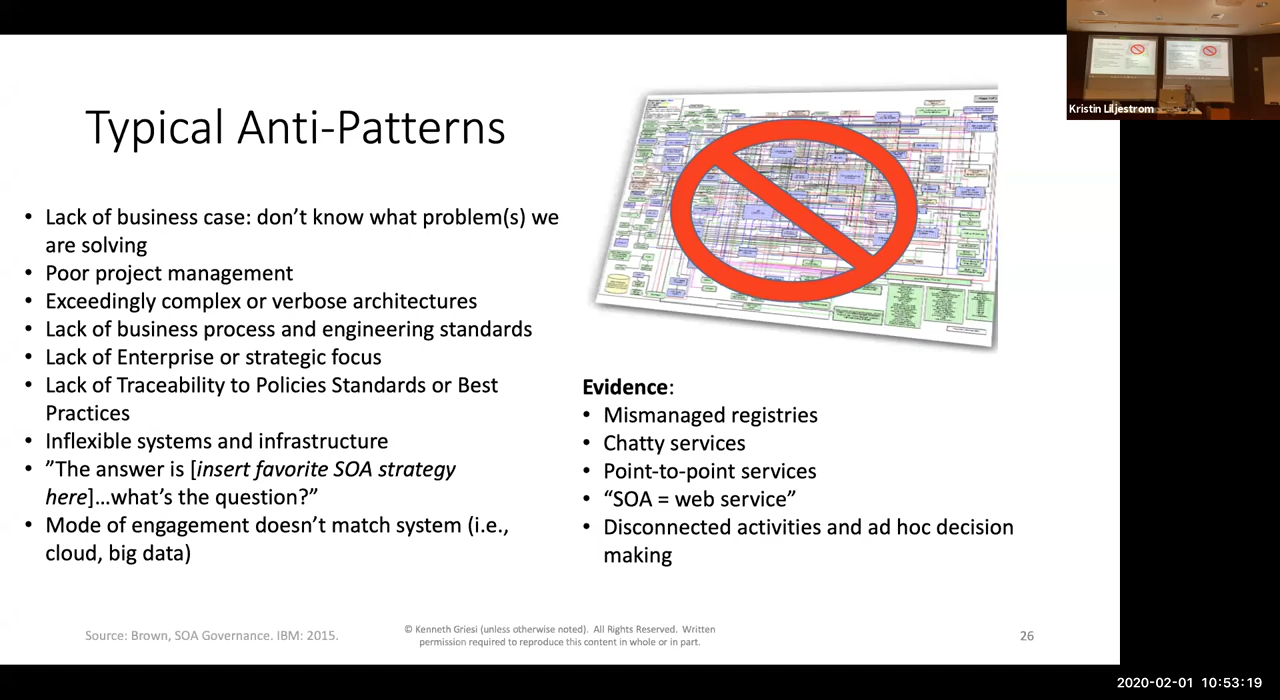 Typical Anti-Patterns
• Lack of business case: don’t know what problem(s) we
are solving
• Poor project management
• Exceedingly complex or verbose architectures
• Lack of business process and engineering standards
• Lack of Enterprise or strategic focus
• Lack of Traceability to Policies Standards or Best
Practices
• Inflexible systems and infrastructure
• ”The answer is [insert favorite SOA strategy
here]…what’s the question?”
• Mode of engagement doesn’t match system (i.e.,
cloud, big data)
Evidence:
• Mismanaged registries
• Chatty services
• Point-to-point services
• “SOA = web service”
• Disconnected activities and ad hoc decision
making
Source: Brown, SOA Governance. IBM: 2015.
© Kenneth Griesi (unless otherwise noted). All Rights Reserved. Written
permission required to reproduce this content in whole or in part.
26
Kristin Liljestrom
2020-02-01 10:53:19